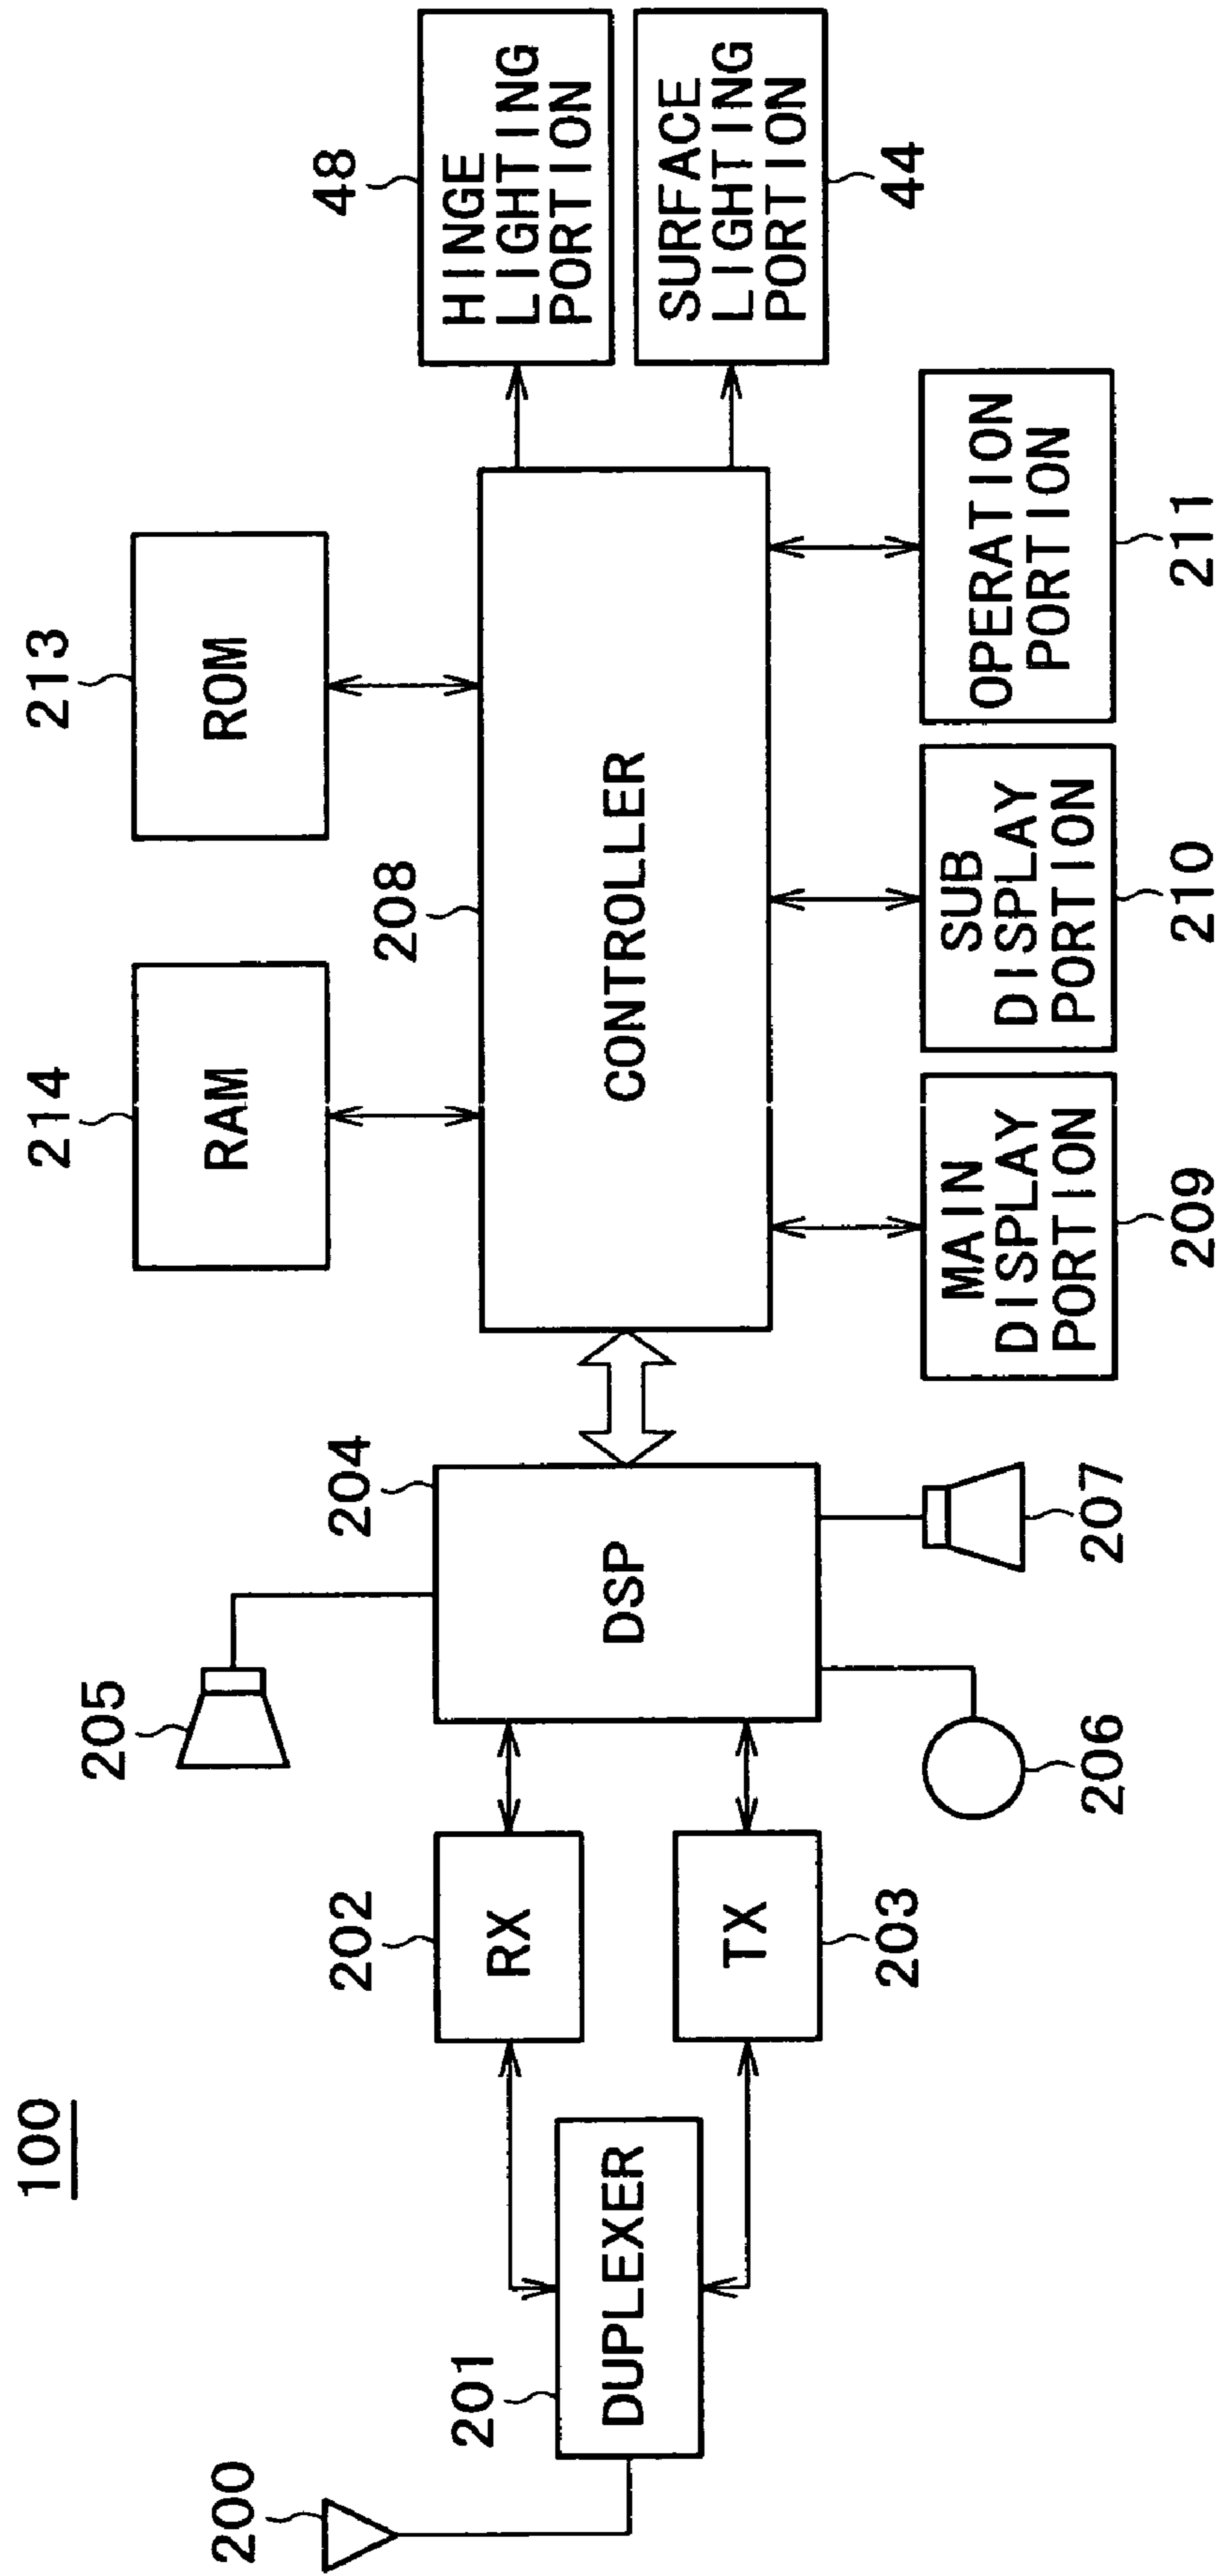 100
200
201
DUPLEXER
202
RX
TX
203
205
204
DSP
206
207
214
RAM
213
ROM
208
CONTROLLER
MAIN
DISPLAY
PORTION
209
SUB
DISPLAY
PORTION
210
OPERATION
PORTION
211
48
HINGE
LIGHTING
PORTION
SURFACE
LIGHTING
PORTION
44